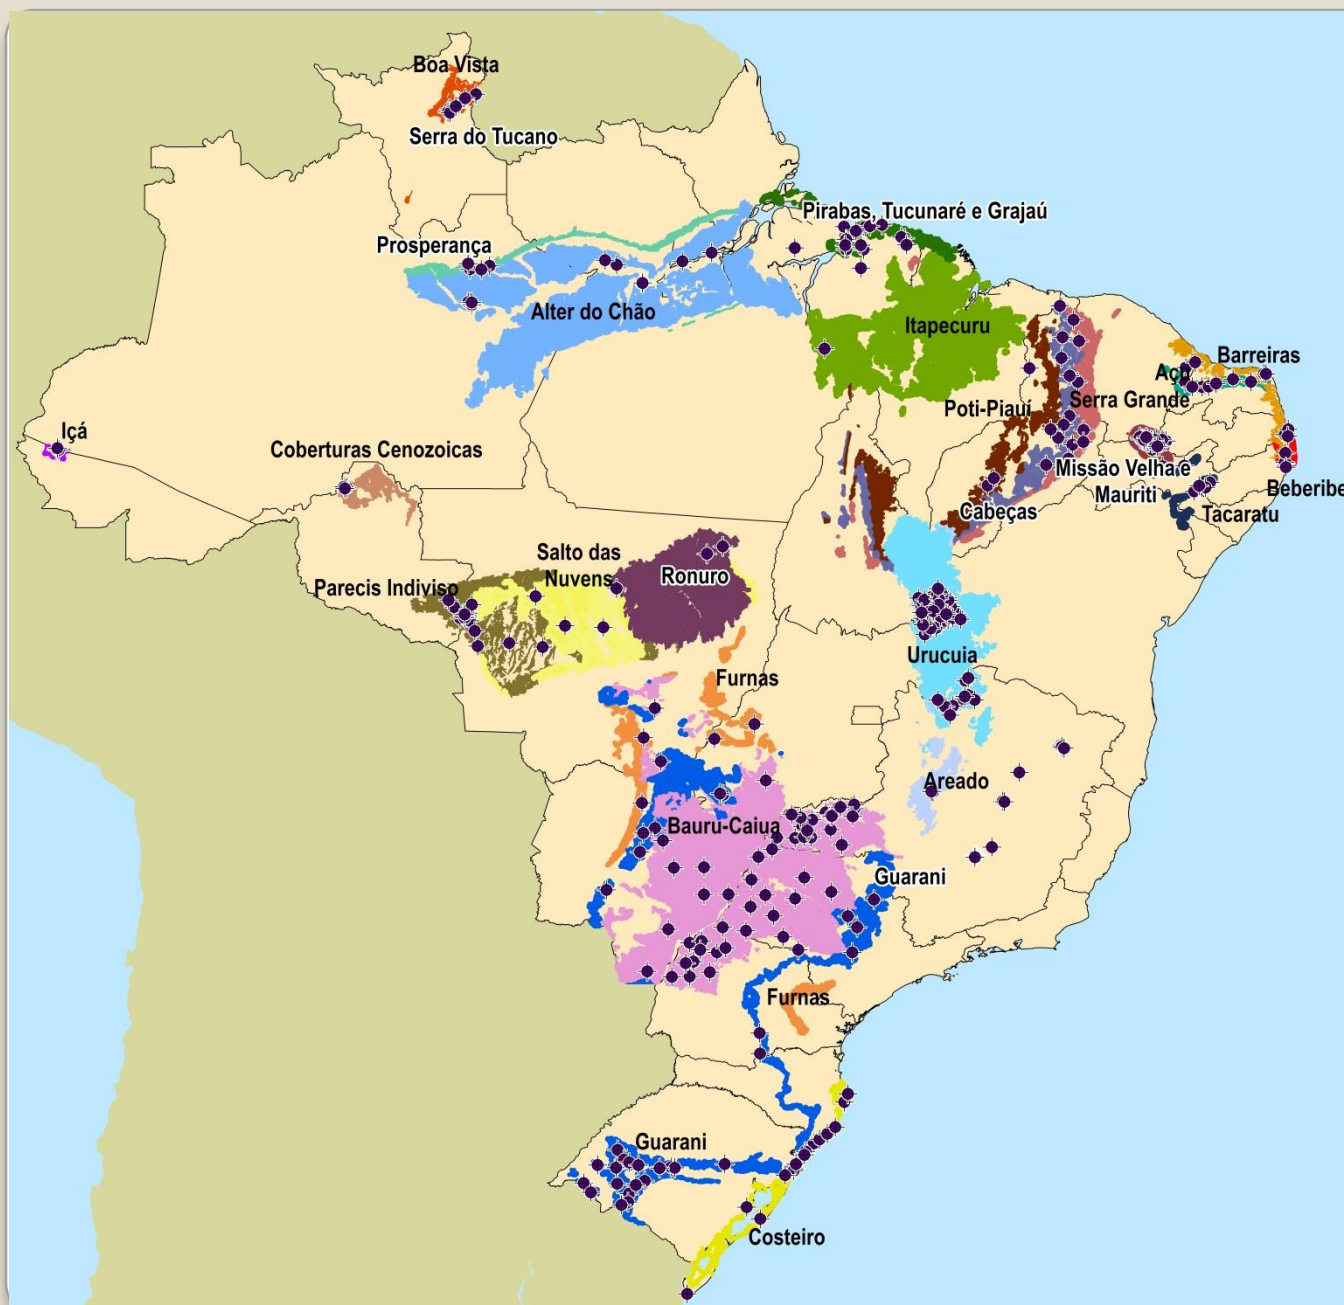 Boa Vista
Serra do Tucano
Pirabas, Tucunaré e Grajaú
Prosperança
Alter do Chão
Itapecuru
Barreiras
Açu
Serra Grande
Poti-Piauí
Içá
Coberturas Cenozoicas
Missão Velha e
Mauriti
Beberibe
Cabeças
Tacaratu
Salto das
Nuvens
Ronuro
Parecis Indiviso
Urucuia
Furnas
Areado
Bauru-Caiua
Guarani
Furnas
Guarani
Costeiro